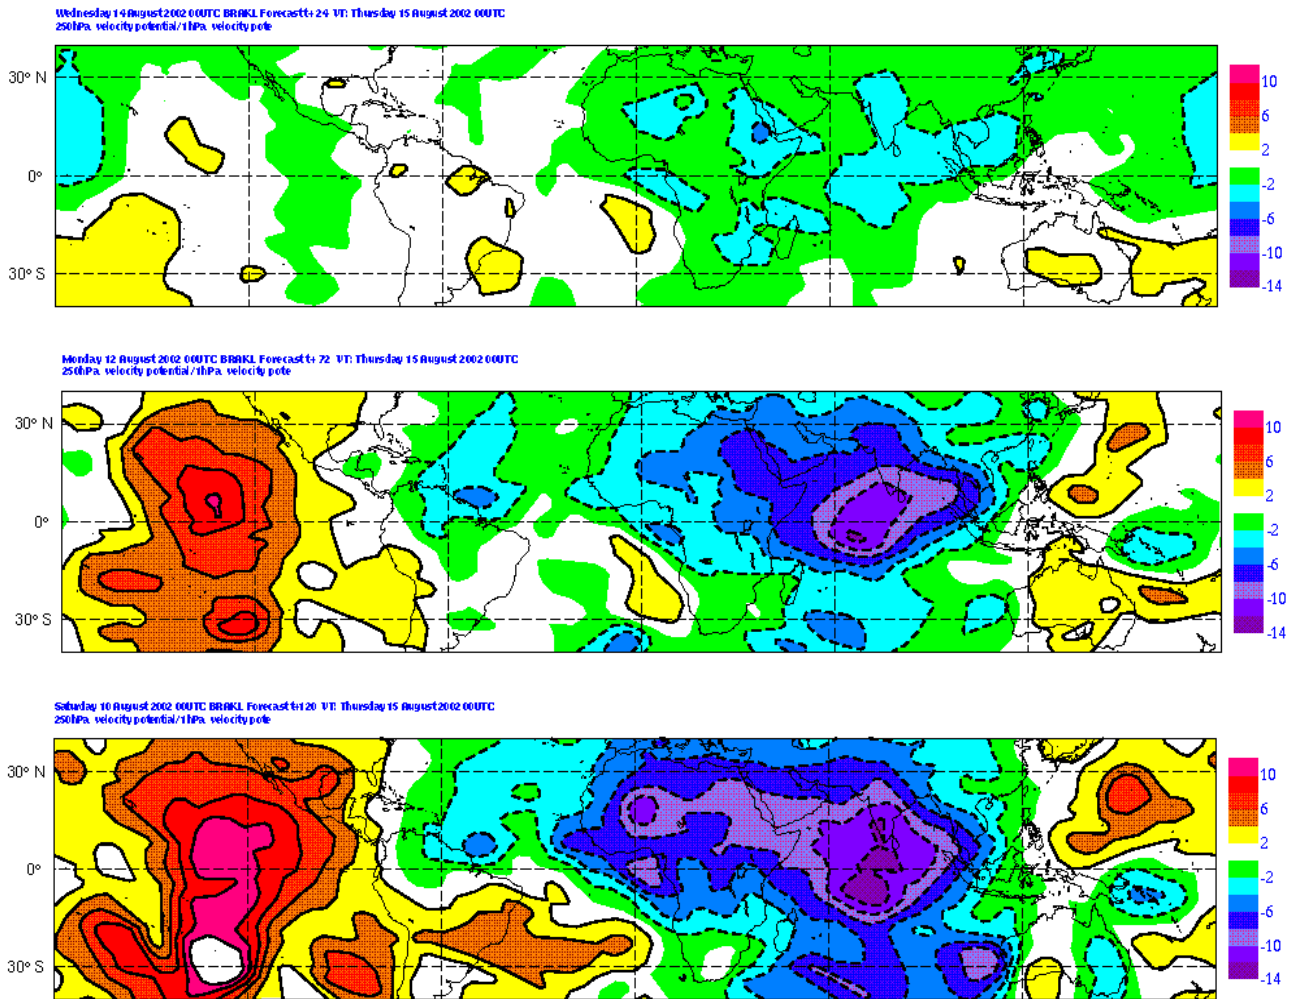 Wednesday 14 August 2002 00UTC BRAKL Forecast t+ 24 VT: Thursday 15 August 2002 00UTC
250hPa velocity potential/1hPa velocity pote
30° N
0°
30° S
10
6
2
-2
-6
-10
-14
Monday 12 August 2002 00UTC BRAKL Forecast t+ 72 VT: Thursday 15 August 2002 00UTC
250hPa velocity potential/1hPa velocity pote
30° N
0°
30° S
10
6
2
-2
-6
-10
-14
Saturday 10 August 2002 00UTC BRAKL Forecast t+120 VT: Thursday 15 August 2002 00UTC
250hPa velocity potential/1hPa velocity pote
30° N
0°
30° S
10
6
2
-2
-6
-10
-14